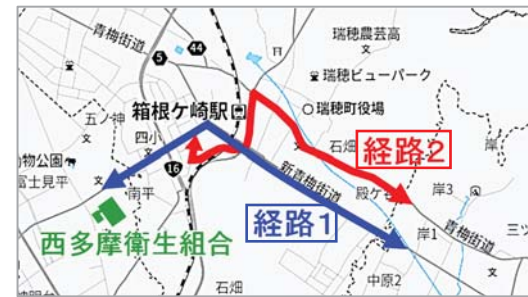 青梅街道
44
5
瑞穂農芸高
瑞穂ビューパーク
箱根ケ崎駅
瑞穂町役場
五ノ神
四小
石畑
経路2
動物公園
富士見平
16
新青梅街道
殿ケ谷
岸3
岸
南平
経路1
岸1
青梅街道
三ツ
西多摩衛生組合
石畑
中原2